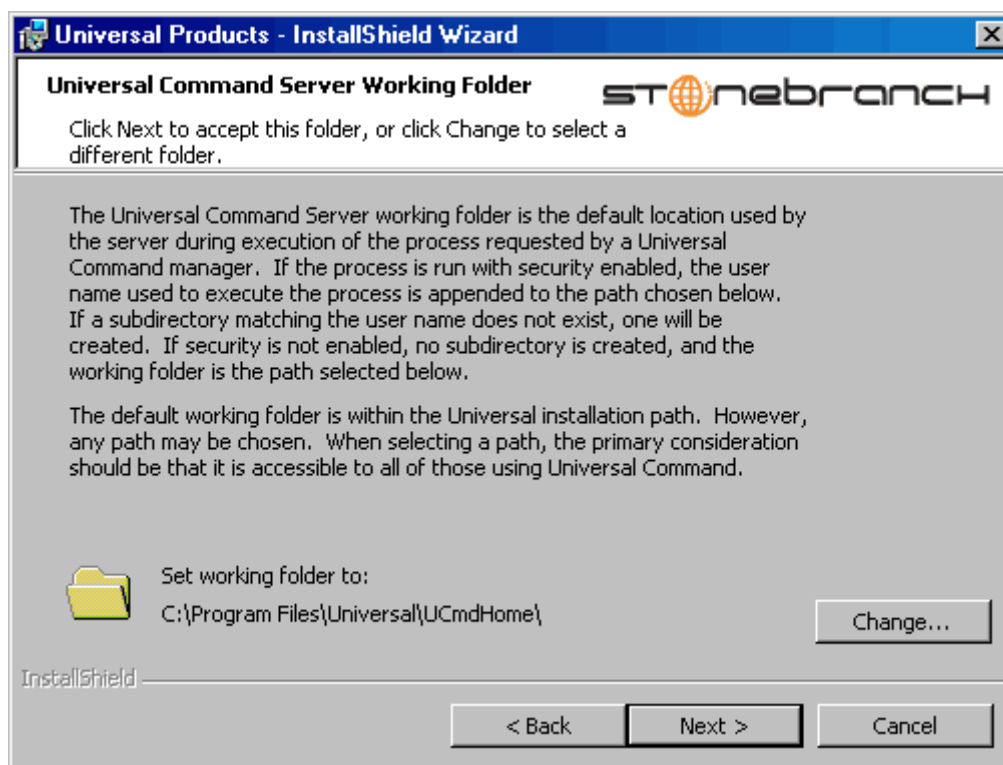 Universal Products - InstallShield Wizard
Universal Command Server Working Folder
STONEBRANCH
Click Next to accept this folder, or click Change to select a
different folder.
The Universal Command Server working folder is the default location used by
the server during execution of the process requested by a Universal
Command manager.  If the process is run with security enabled, the user
name used to execute the process is appended to the path chosen below.
If a subdirectory matching the user name does not exist, one will be
created.  If security is not enabled, no subdirectory is created, and the
working folder is the path selected below.
The default working folder is within the Universal installation path.  However,
any path may be chosen.  When selecting a path, the primary consideration
should be that it is accessible to all of those using Universal Command.
Set working folder to:
C:\Program Files\Universal\UCmdHome\
Change...
InstallShield
< Back
Next >
Cancel